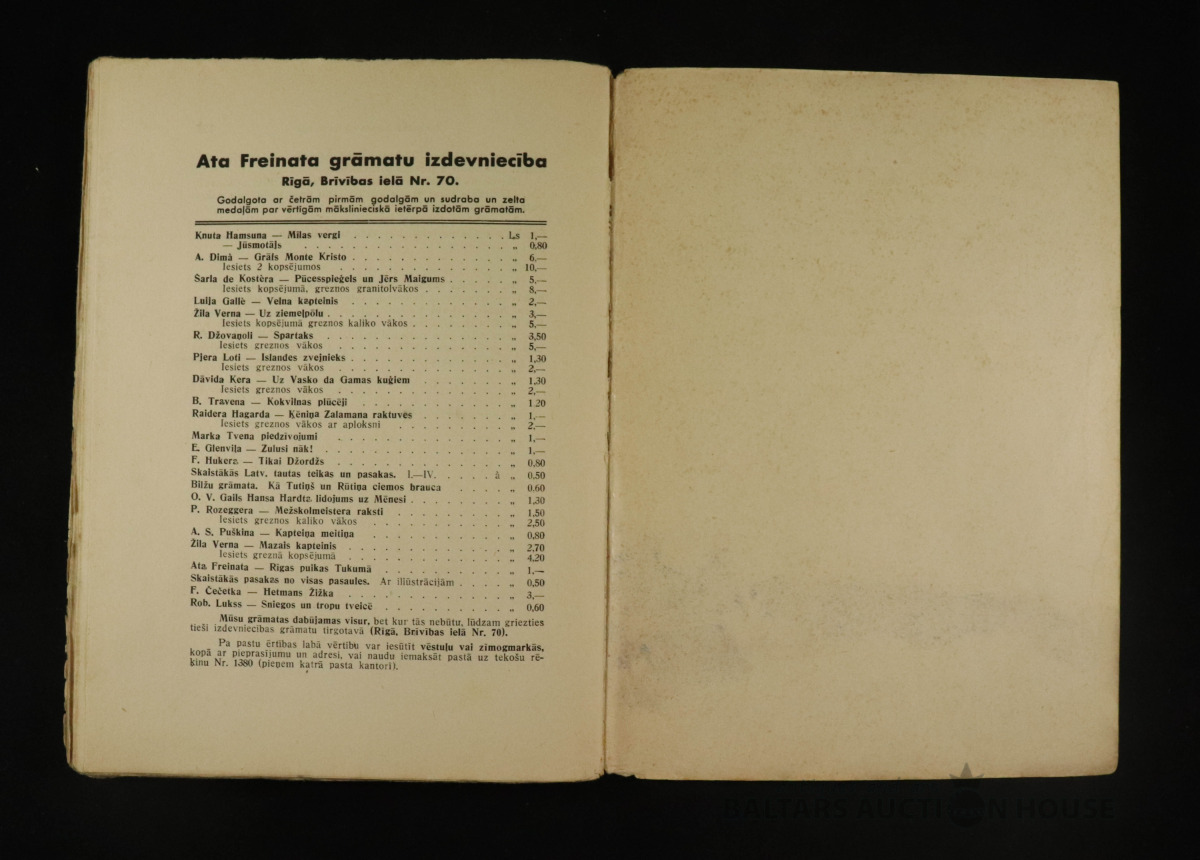 Ata Freinata grāmatu izdevniecība
Rīgā, Brīvības ielā Nr. 70.
Godalgota ar četrām pirmām godalgām un sudraba un zelta
medaļām par vērtīgām mākslinieciskā ietērpā izdotām grāmatām.
Knuta Hamsuna — Mīlas vergi . . . . . . . . . . . . . Ls 1,—
— Jūsmotājs . . . . . . . . . . . . . . . . „ 0,80
A. Dimā — Grāfs Monte Kristo . . . . . . . . . . . . . „ 6,—
Iesiets 2 kopsējumos . . . . . . . . . . . . . „ 10,—
Šarla de Kostēra — Pūcesspieģels un Jērs Maigums . . . . . „ 5,—
Iesiets kopsējumā, greznos granitolvākos . . . . . . . „ 8,—
Luija Gallē — Velna kapteinis . . . . . . . . . . . . . „ 2,—
Žila Verna — Uz ziemeļpolu . . . . . . . . . . . . . . . „ 3,—
Iesiets kopsējumā greznos kaliko vākos . . . . . . . . „ 5,—
R. Džovanoli — Spartaks . . . . . . . . . . . . . . . „ 3,50
Iesiets greznos vākos . . . . . . . . . . . . . „ 5,—
Pjera Loti — Islandes zvejnieks . . . . . . . . . . . . . „ 1,30
Iesiets greznos vākos . . . . . . . . . . . . . „ 2,—
Dāvida Kera — Uz Vasko da Gamas kuģiem . . . . . . . „ 1,30
Iesiets greznos vākos . . . . . . . . . . . . . „ 2,—
B. Travena — Kokvilnas plūcēji . . . . . . . . . . . . „ 1.20
Raidera Hagarda — Ķēniņa Zalamana raktuves . . . . . . . „ 1,—
Iesiets greznos vākos ar aploksni . . . . . . . . . „ 2,—
Marka Tvena piedzīvojumi . . . . . . . . . . . . . . „ 1,—
E. Glenvila — Zulusi nāk! . . . . . . . . . . . . . . „ 1,—
F. Hukera — Tikai Džordžs . . . . . . . . . . . . . . „ 0,80
Skaistākās Latv. tautas teikas un pasakas. I.—IV. . . . . . à „ 0,50
Bilžu grāmata. Kā Tutiņš un Rūtiņa ciemos brauca . . . . . „ 0,60
O. V. Gails Hansa Hardta lidojums uz Mēnesi . . . . . . . . „ 1,30
P. Rozeggera — Mežskolmeistera raksti . . . . . . . . . „ 1,50
Iesiets greznos kaliko vākos . . . . . . . . . . „ 2,50
A. S. Puškina — Kapteiņa meitiņa . . . . . . . . . . . „ 0,80
Žila Verna — Mazais kapteinis . . . . . . . . . . . . . „ 2,70
Iesiets greznā kopsējumā . . . . . . . . . . . . „ 4,20
Ata Freinata — Rīgas puikas Tukumā . . . . . . . . . . „ 1,—
Skaistākās pasakas no visas pasaules. Ar illūstrācijām . . . . „ 0,50
F. Čečetka — Hetmans Žižka . . . . . . . . . . . . . „ 3,—
Rob. Lukss — Sniegos un tropu tveicē . . . . . . . . . . „ 0,60
Mūsu grāmatas dabūjamas visur, bet kur tās nebūtu, lūdzam griezties
tieši izdevniecības grāmatu tirgotavā (Rīgā, Brīvības ielā Nr. 70).
Pa pastu ērtības labā vērtību var iesūtīt vēstuļu vai zīmogmarkās,
kopā ar pieprasījumu un adresi, vai naudu iemaksāt pastā uz tekošu rē-
ķinu Nr. 1380 (pieņem katrā pasta kantorī).
BALTARS AUCTION HOUSE